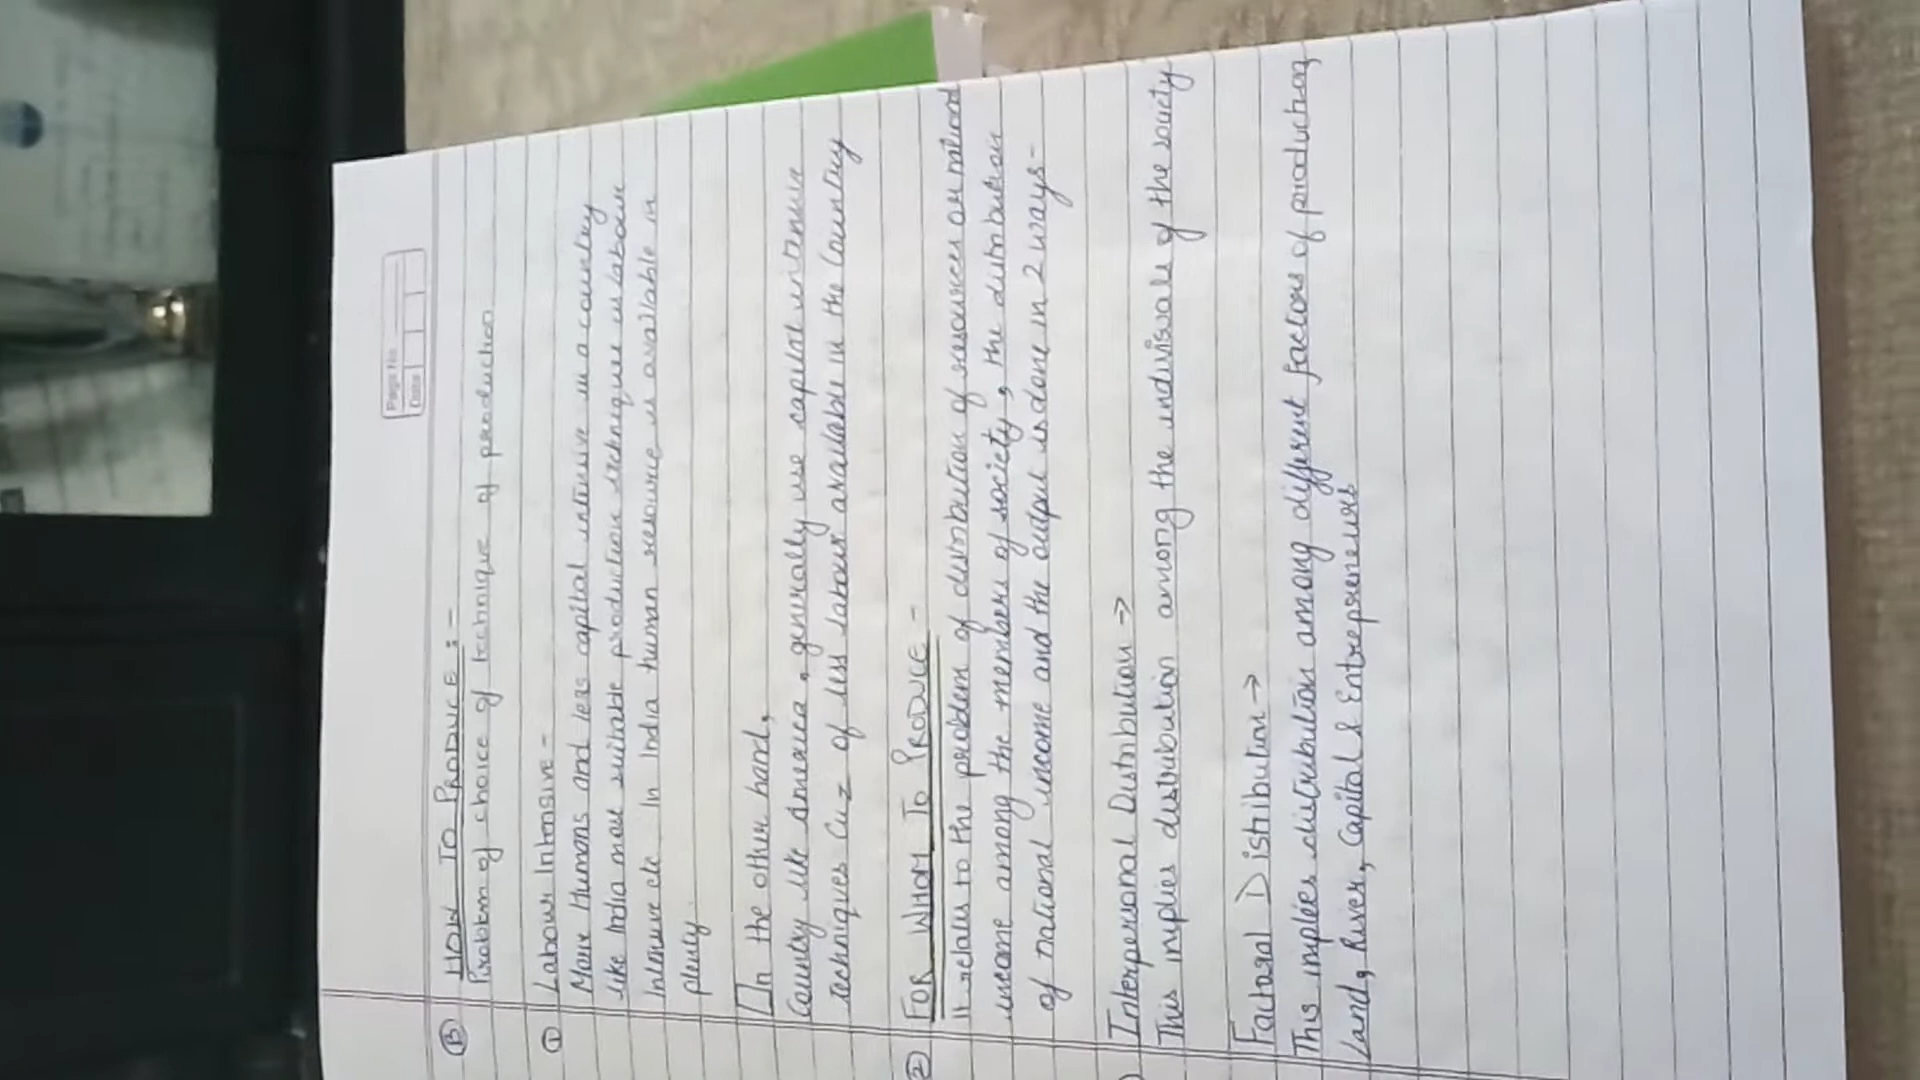 Page No.
Date
(B) HOW TO PRODUCE :-
Problem of choice of technique of production
(1) Labour Intensive -
More Humans and less capital intensive in a country
like India most suitable production technique is labour
Intensive etc In India human resource is available in
plenty.
In the other hand,
Country like America, generally use capital intensive
techniques Cuz of less labour available in the Country
(2) FOR WHOM TO PRODUCE -
It relates to the problem of distribution of resources or national
income among the members of society, the distribution
of national income and the output is done in 2 ways-
Interpersonal Distribution →
This implies distribution among the individuals of the society
Factoral Distribution →
This implies distribution among different factors of production,
Land, River, Capital & Entrepreneurs